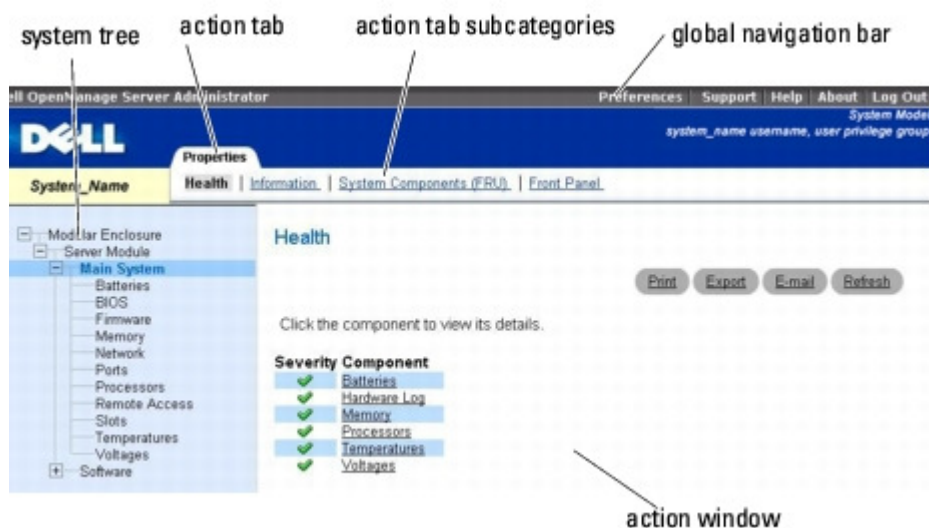 system tree
action tab
action tab subcategories
global navigation bar
ell OpenManage Server Administrator
Preferences | Support | Help | About | Log Out
System Model
system_name username, user privilege group
DELL
Properties
System_Name
Health | Information | System Components (FRU) | Front Panel
Modular Enclosure
Server Module
Main System
Batteries
BIOS
Firmware
Memory
Network
Ports
Processors
Remote Access
Slots
Temperatures
Voltages
Software
Health
Print Export E-mail Refresh
Click the component to view its details.
Severity Component
Batteries
Hardware Log
Memory
Processors
Temperatures
Voltages
action window